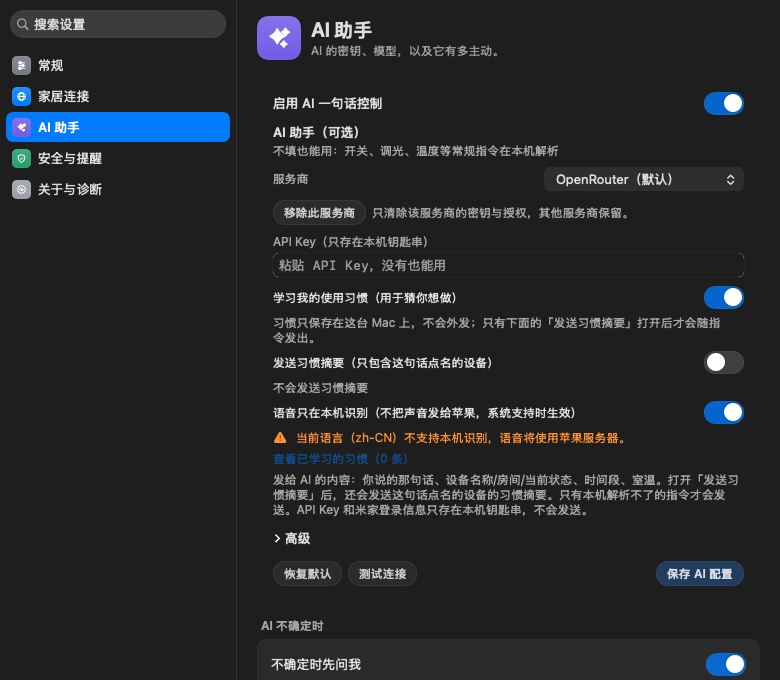 搜索设置
常规
家居连接
AI 助手
安全与提醒
关于与诊断
AI 助手
AI 的密钥、模型，以及它有多主动。
启用 AI 一句话控制
AI 助手（可选）
不填也能用：开关、调光、温度等常规指令在本机解析
服务商
OpenRouter（默认）
移除此服务商
只清除该服务商的密钥与授权，其他服务商保留。
API Key（只存在本机钥匙串）
粘贴 API Key，没有也能用
学习我的使用习惯（用于猜你想做）
习惯只保存在这台 Mac 上，不会外发；只有下面的「发送习惯摘要」打开后才会随指
令发出。
发送习惯摘要（只包含这句话点名的设备）
不会发送习惯摘要
语音只在本机识别（不把声音发给苹果，系统支持时生效）
当前语言（zh-CN）不支持本机识别，语音将使用苹果服务器。
查看已学习的习惯（0 条）
发给 AI 的内容：你说的那句话、设备名称/房间/当前状态、时间段、室温。打开「发送习
惯摘要」后，还会发送这句话点名的设备的习惯摘要。只有本机解析不了的指令才会发
送。API Key 和米家登录信息只存在本机钥匙串，不会发送。
高级
恢复默认
测试连接
保存 AI 配置
AI 不确定时
不确定时先问我